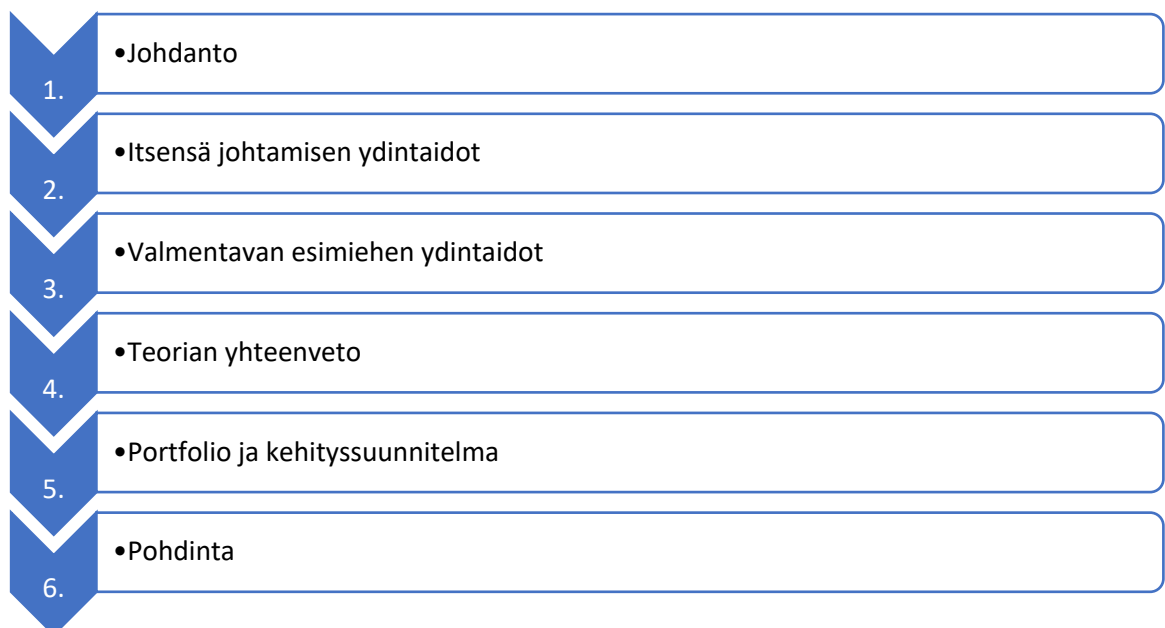 •Johdanto
1.
•Itsensä johtamisen ydintaidot
2.
•Valmentavan esimiehen ydintaidot
3.
•Teorian yhteenveto
4.
•Portfolio ja kehityssuunnitelma
5.
•Pohdinta
6.